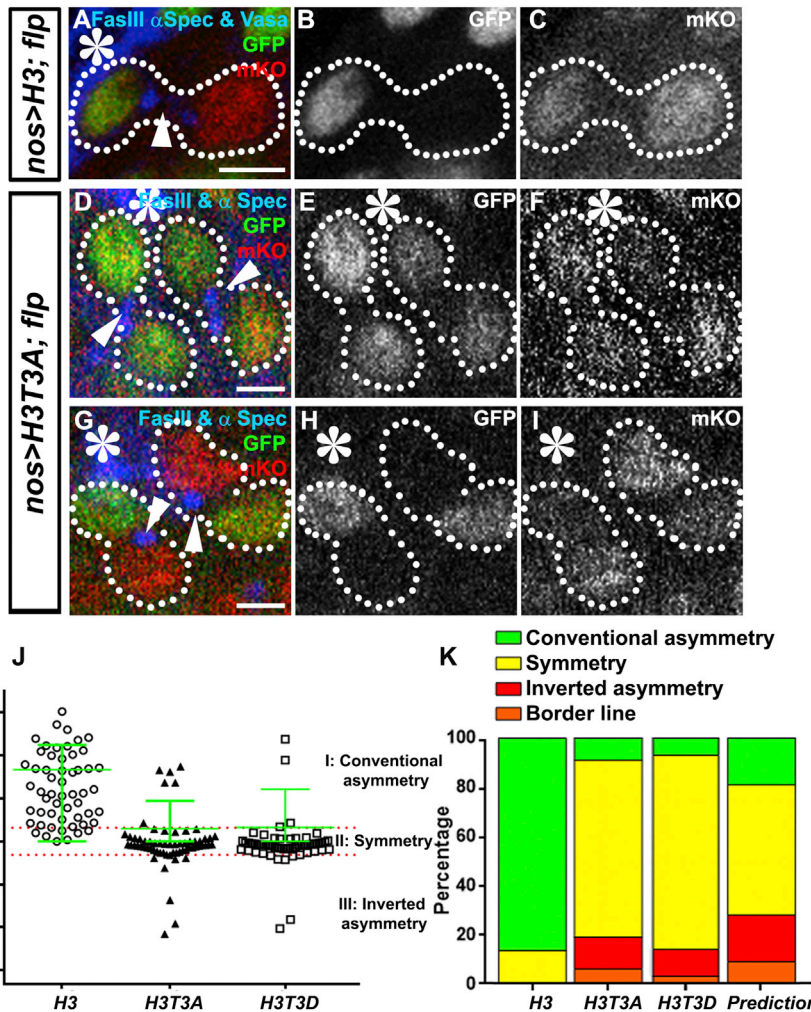 nos>H3; flp
A FasIII α Spec & Vasa
GFP
mKO
B GFP
C mKO
nos>H3T3A; flp
D FasIII & α Spec
GFP
mKO
E GFP
F mKO
G FasIII & α Spec
GFP
mKO
H GFP
I mKO
J
I: Conventional
asymmetry
II: Symmetry
III: Inverted
asymmetry
H3 H3T3A H3T3D
K
Conventional asymmetry
Symmetry
Inverted asymmetry
Border line
Percentage
100
80
60
40
20
0
H3 H3T3A H3T3D Prediction